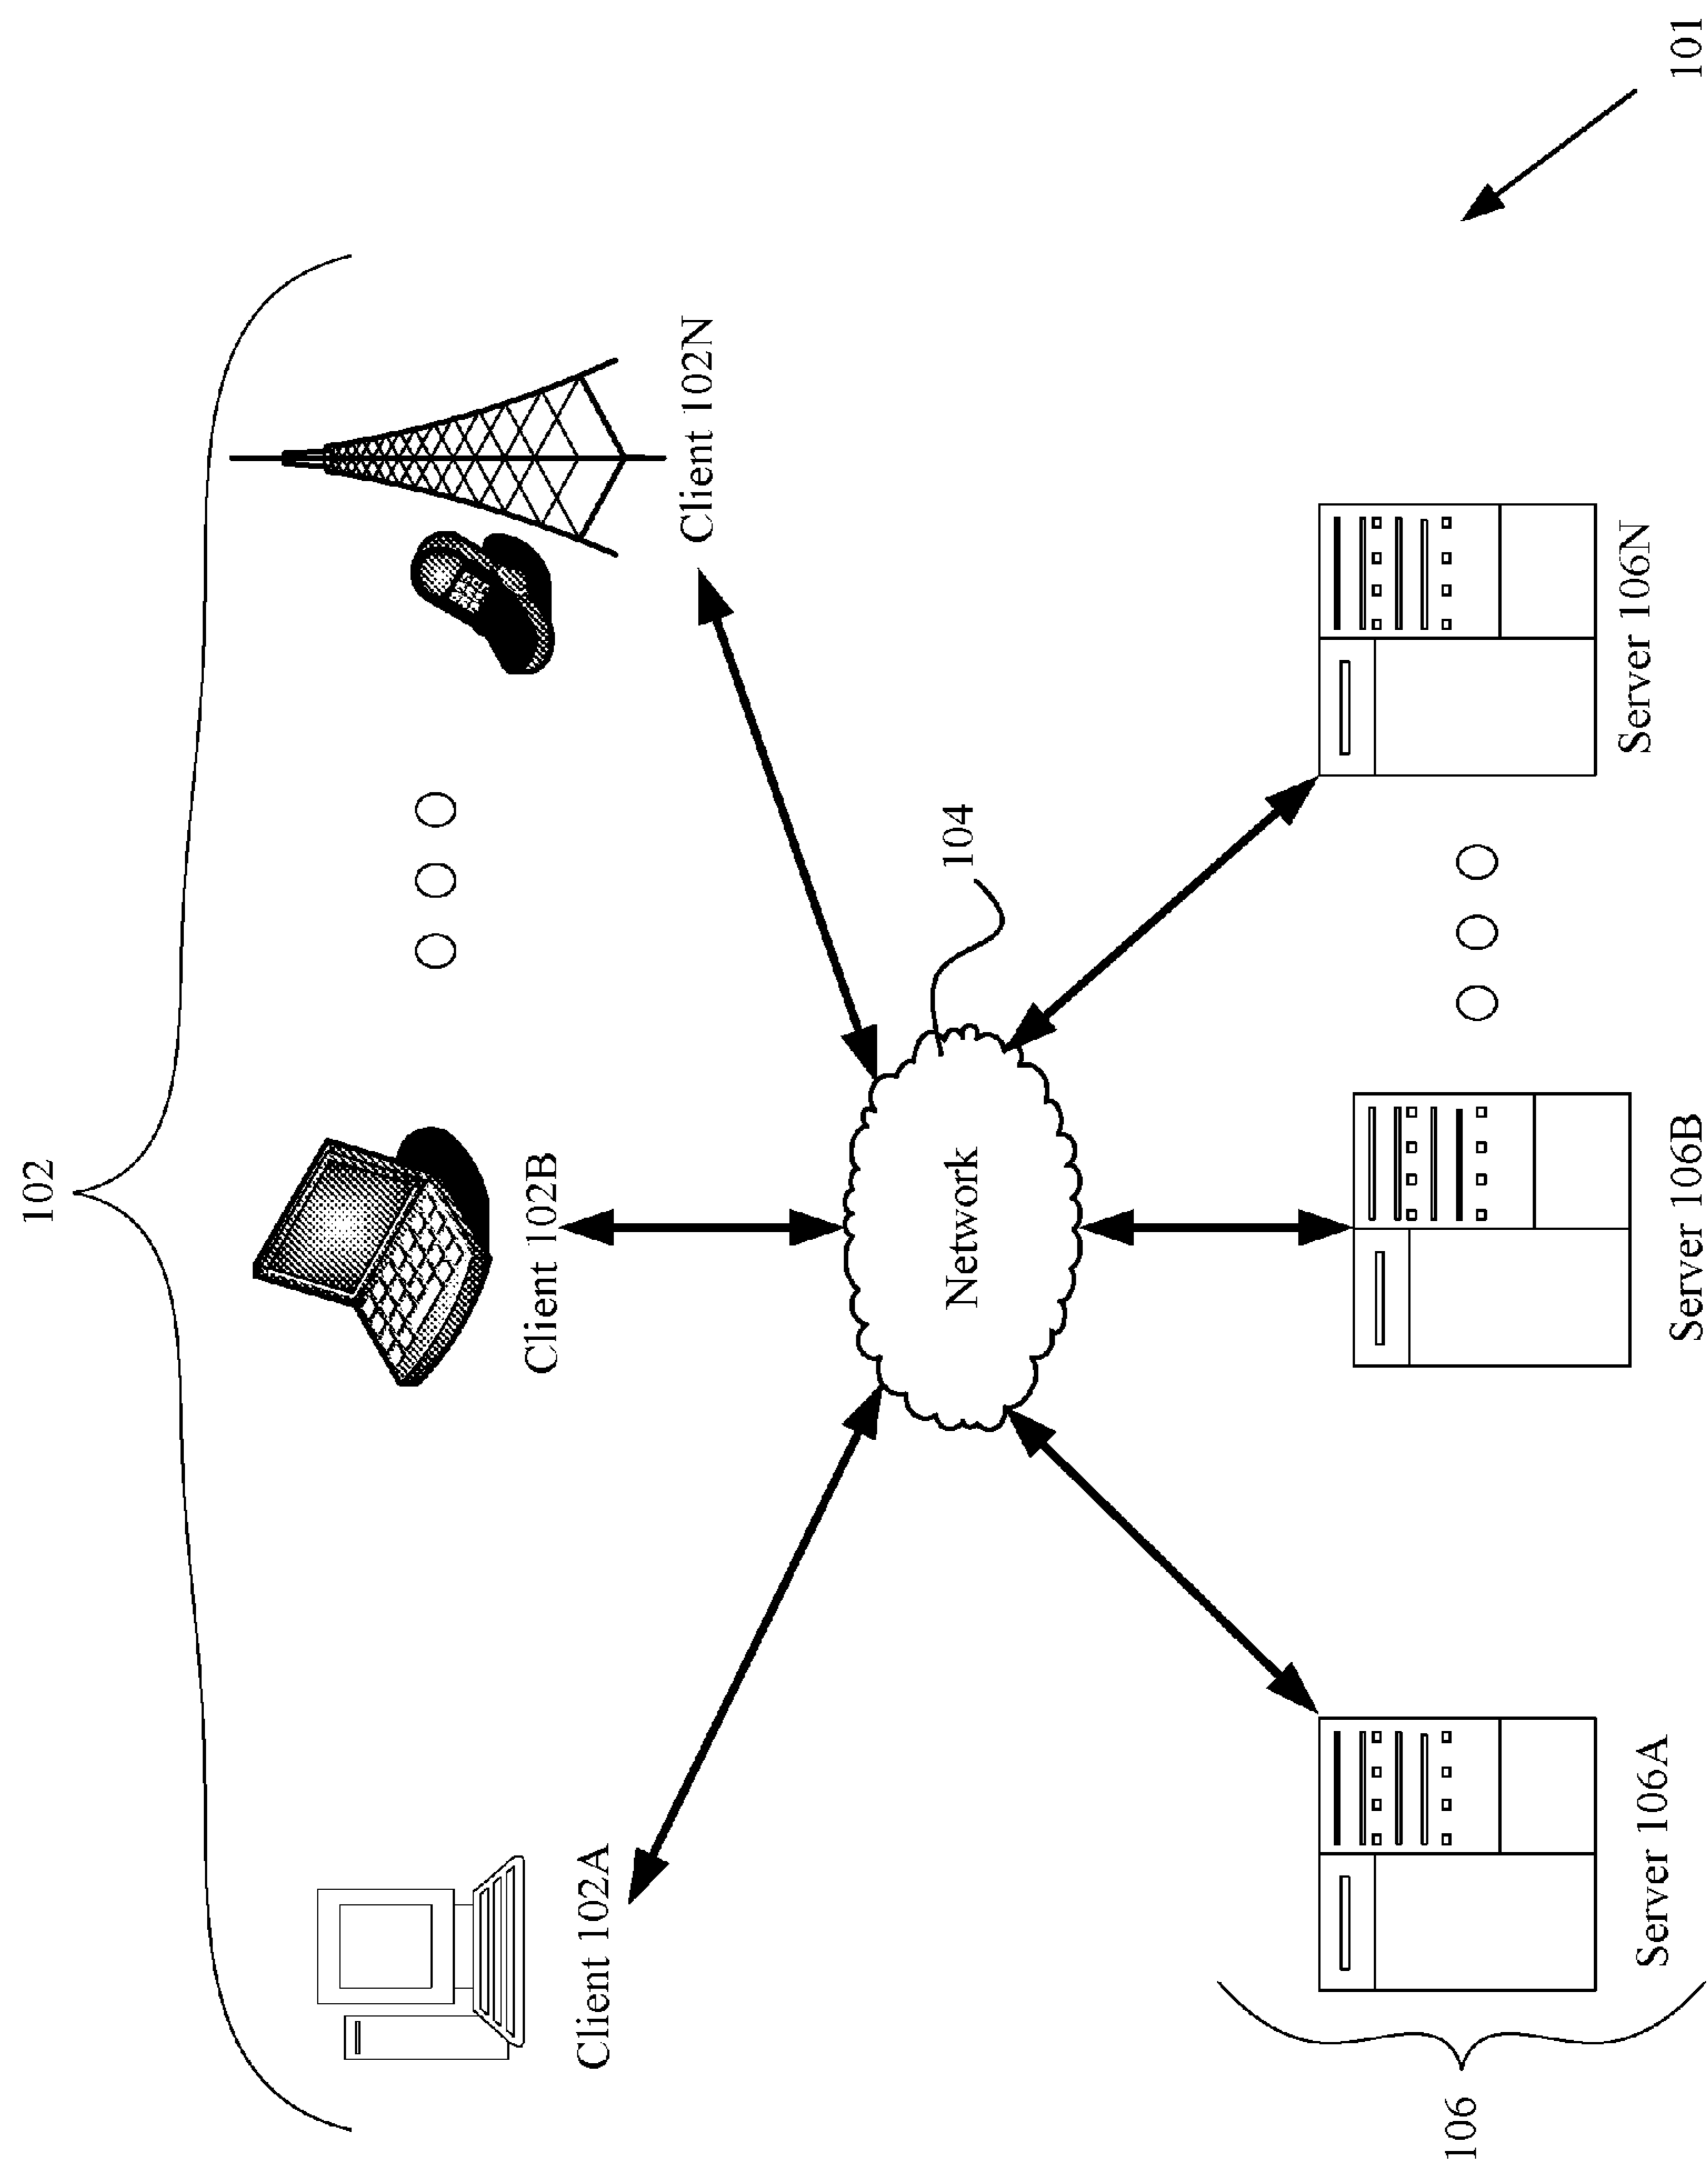 102
Client 102A
Client 102B
Client 102N
Network
104
Server 106A
Server 106B
Server 106N
106
101